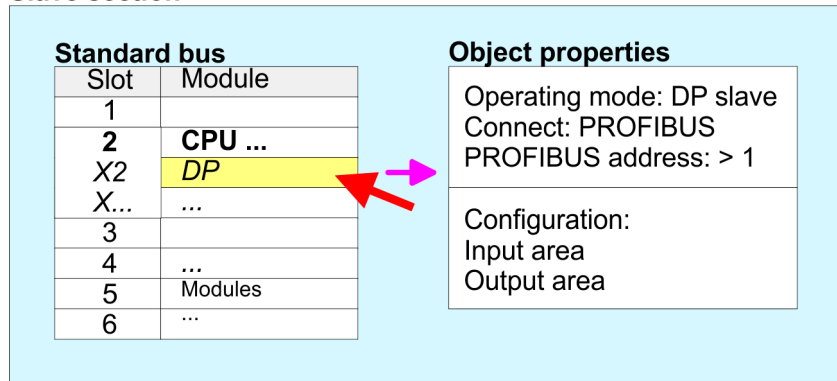 Standard bus
Slot Module
1
2 CPU ...
X2 DP
X... ...
3
4 ...
5 Modules
6 ...
Object properties
Operating mode: DP slave
Connect: PROFIBUS
PROFIBUS address: > 1
Configuration:
Input area
Output area